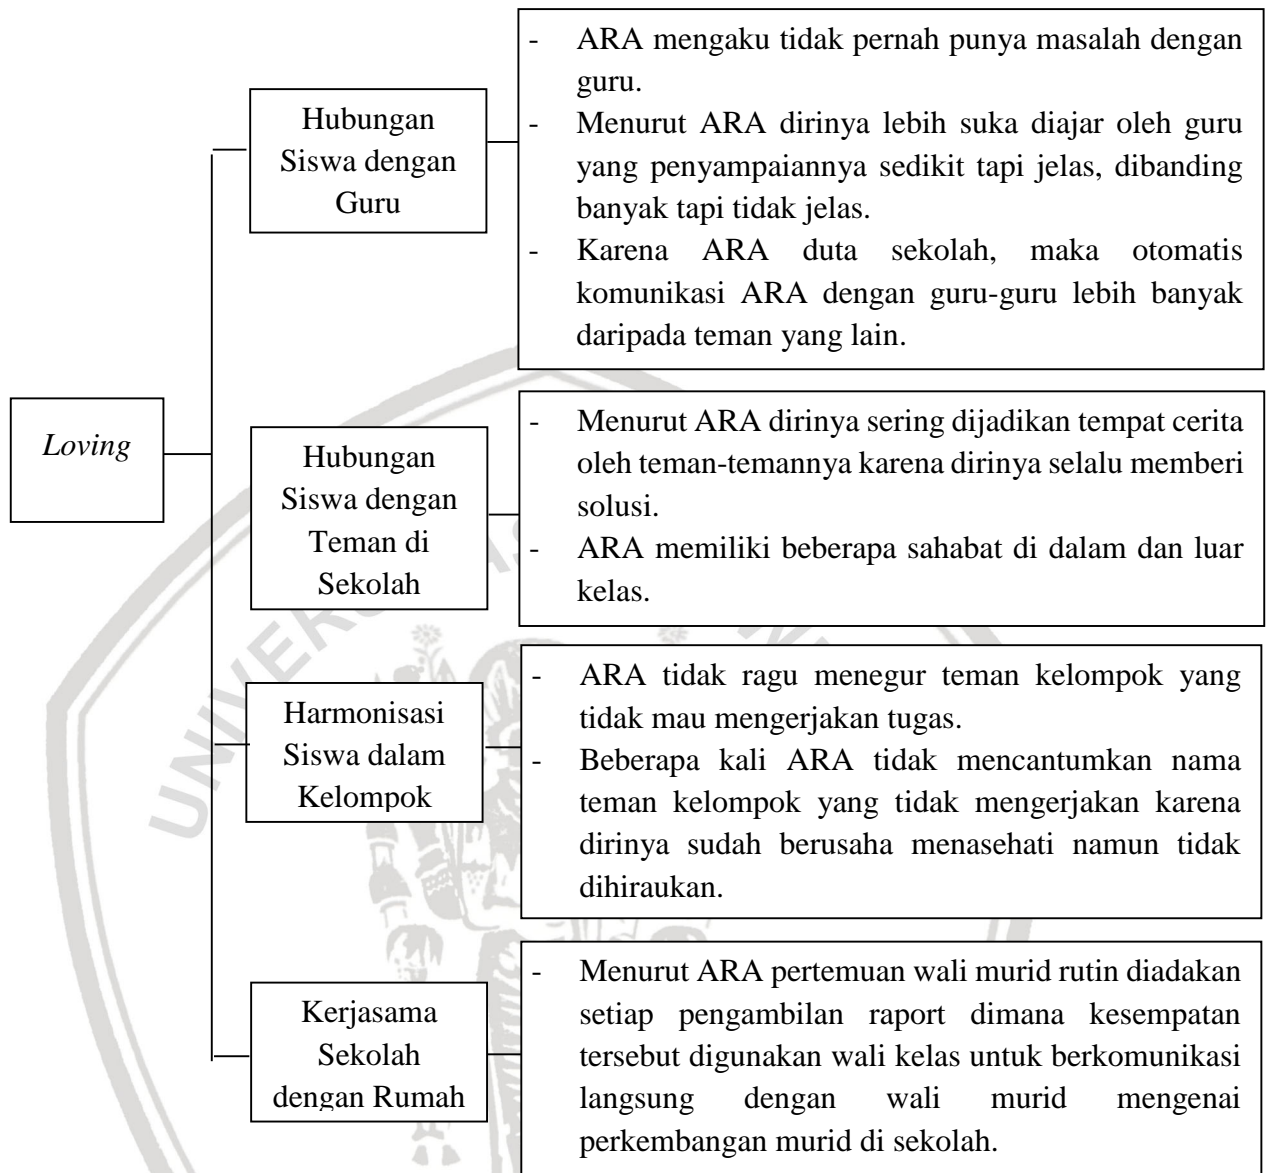 Loving
Hubungan
Siswa dengan
Guru
- ARA mengaku tidak pernah punya masalah dengan
guru.
- Menurut ARA dirinya lebih suka diajar oleh guru
yang penyampaiannya sedikit tapi jelas, dibanding
banyak tapi tidak jelas.
- Karena ARA duta sekolah, maka otomatis
komunikasi ARA dengan guru-guru lebih banyak
daripada teman yang lain.
Hubungan
Siswa dengan
Teman di
Sekolah
- Menurut ARA dirinya sering dijadikan tempat cerita
oleh teman-temannya karena dirinya selalu memberi
solusi.
- ARA memiliki beberapa sahabat di dalam dan luar
kelas.
Harmonisasi
Siswa dalam
Kelompok
- ARA tidak ragu menegur teman kelompok yang
tidak mau mengerjakan tugas.
- Beberapa kali ARA tidak mencantumkan nama
teman kelompok yang tidak mengerjakan karena
dirinya sudah berusaha menasehati namun tidak
dihiraukan.
Kerjasama
Sekolah
dengan Rumah
- Menurut ARA pertemuan wali murid rutin diadakan
setiap pengambilan raport dimana kesempatan
tersebut digunakan wali kelas untuk berkomunikasi
langsung dengan wali murid mengenai
perkembangan murid di sekolah.